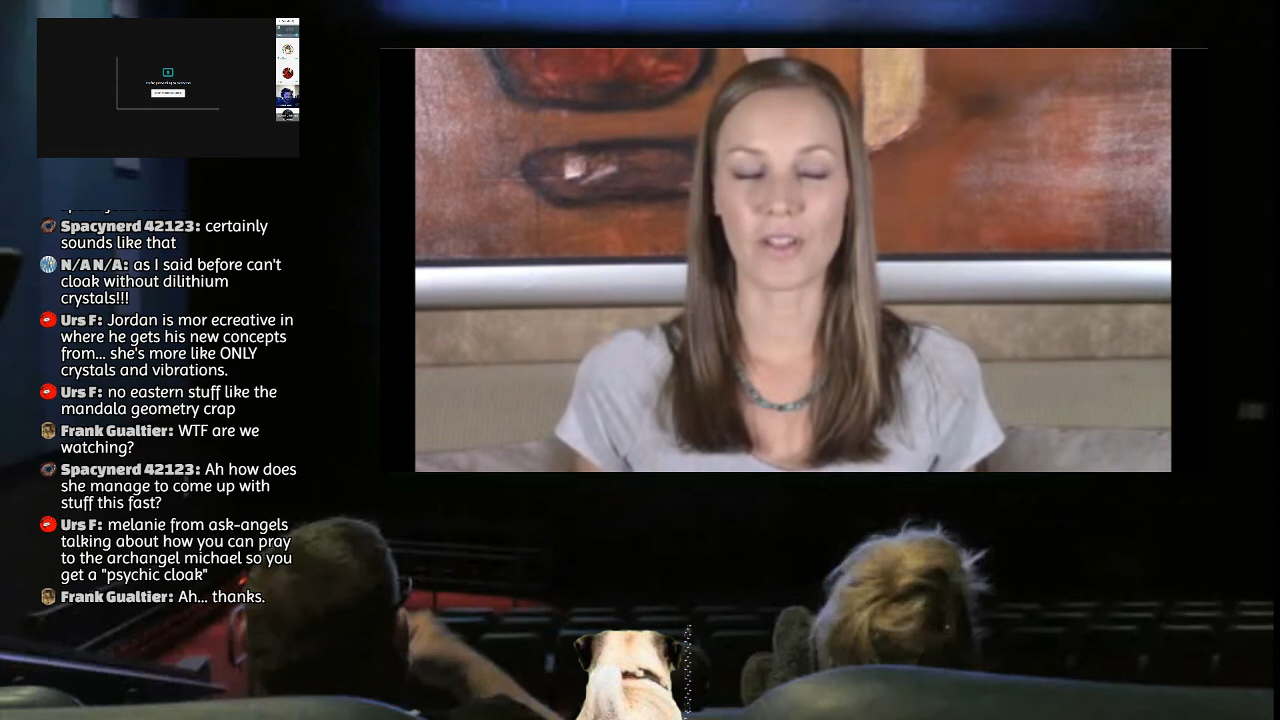 Spacynerd 42123: certainly
sounds like that
N/A N/A: as I said before can't
cloak without dilithium
crystals!!!
Urs F: Jordan is mor ecreative in
where he gets his new concepts
from... she's more like ONLY
crystals and vibrations.
Urs F: no eastern stuff like the
mandala geometry crap
Frank Gualtier: WTF are we
watching?
Spacynerd 42123: Ah how does
she manage to come up with
stuff this fast?
Urs F: melanie from ask-angels
talking about how you can pray
to the archangel michael so you
get a "psychic cloak"
Frank Gualtier: Ah... thanks.